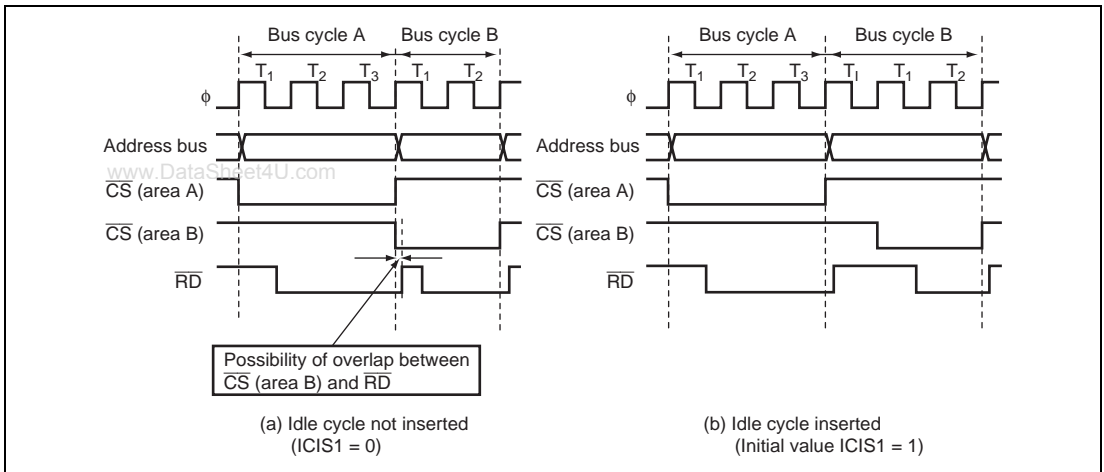 Bus cycle A Bus cycle B
T1 T2 T3 T1 T2
ϕ
Address bus
www.DataSheet4U.com
CS (area A)
CS (area B)
RD
Possibility of overlap between
CS (area B) and RD
(a) Idle cycle not inserted
(ICIS1 = 0)
Bus cycle A Bus cycle B
T1 T2 T3 TI T1 T2
ϕ
Address bus
CS (area A)
CS (area B)
RD
(b) Idle cycle inserted
(Initial value ICIS1 = 1)